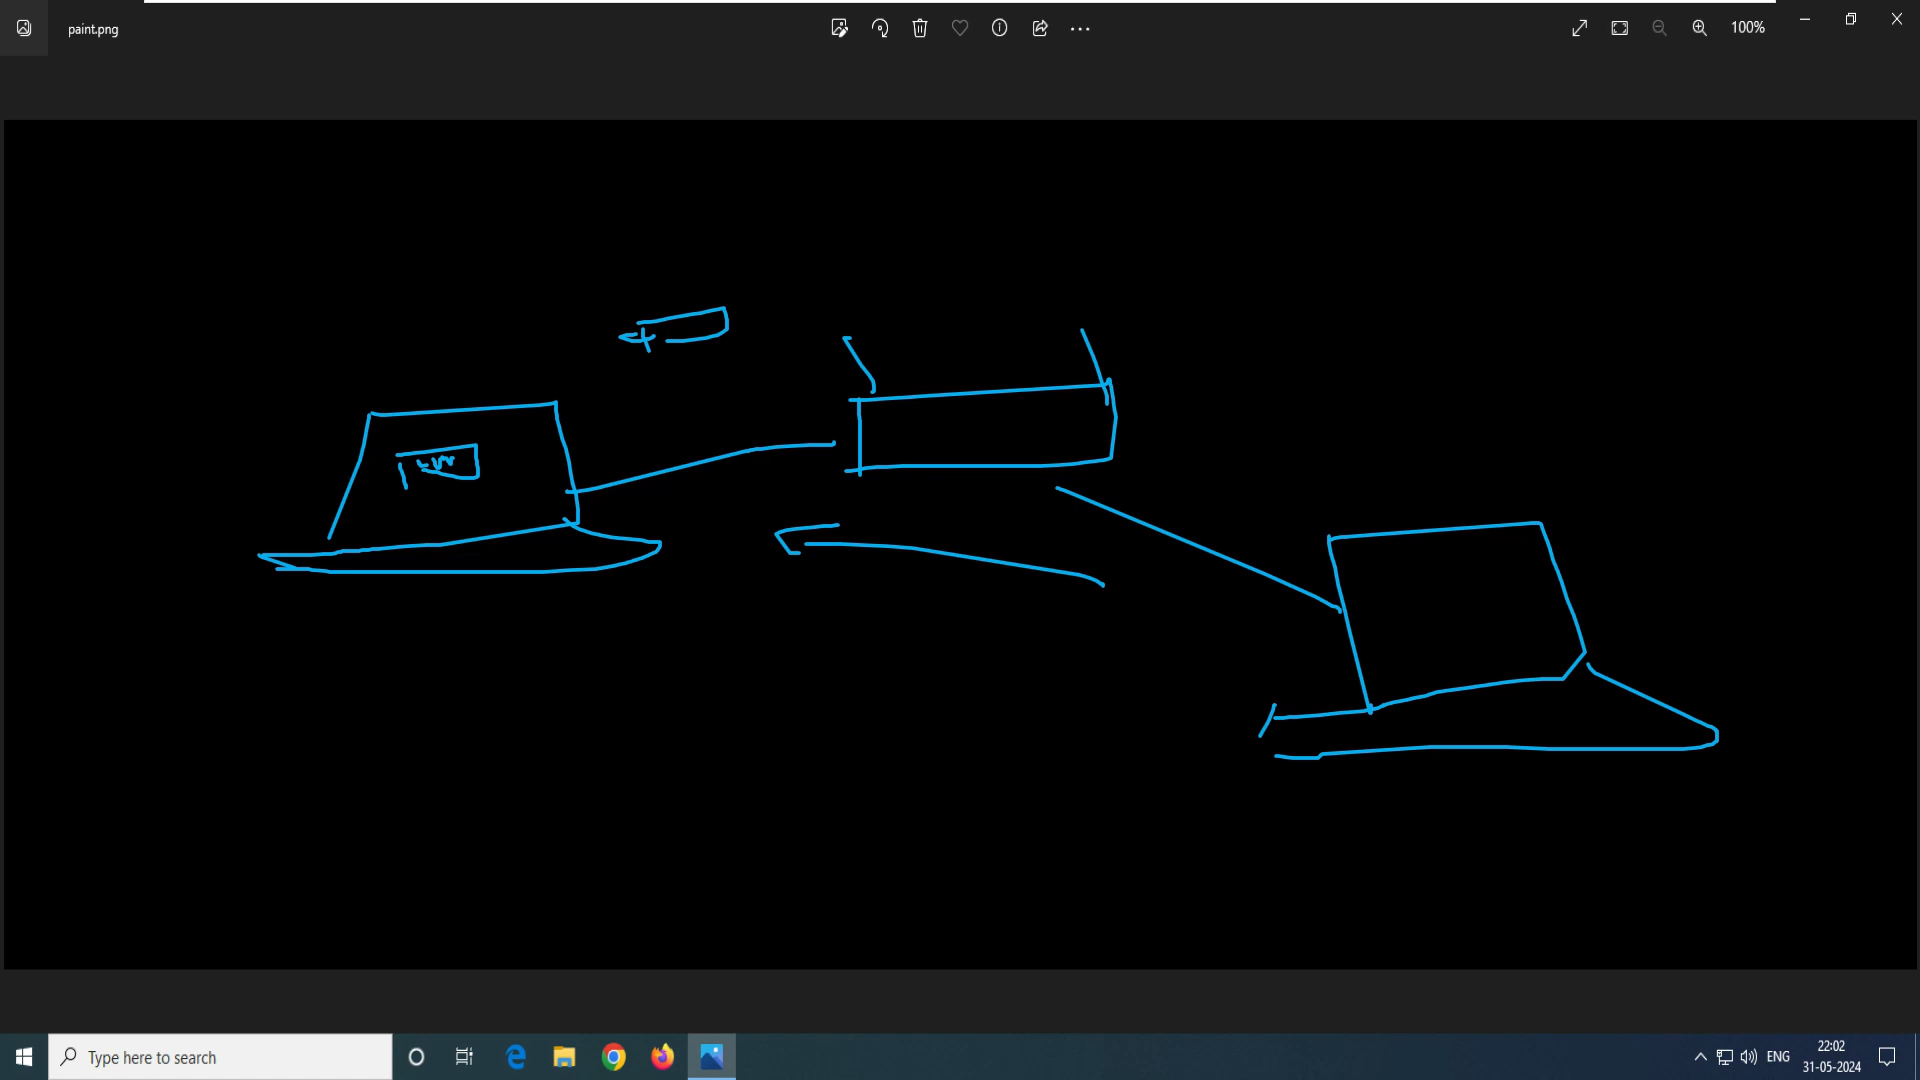 paint.png
100%
Type here to search
ENG
22:02
31-05-2024